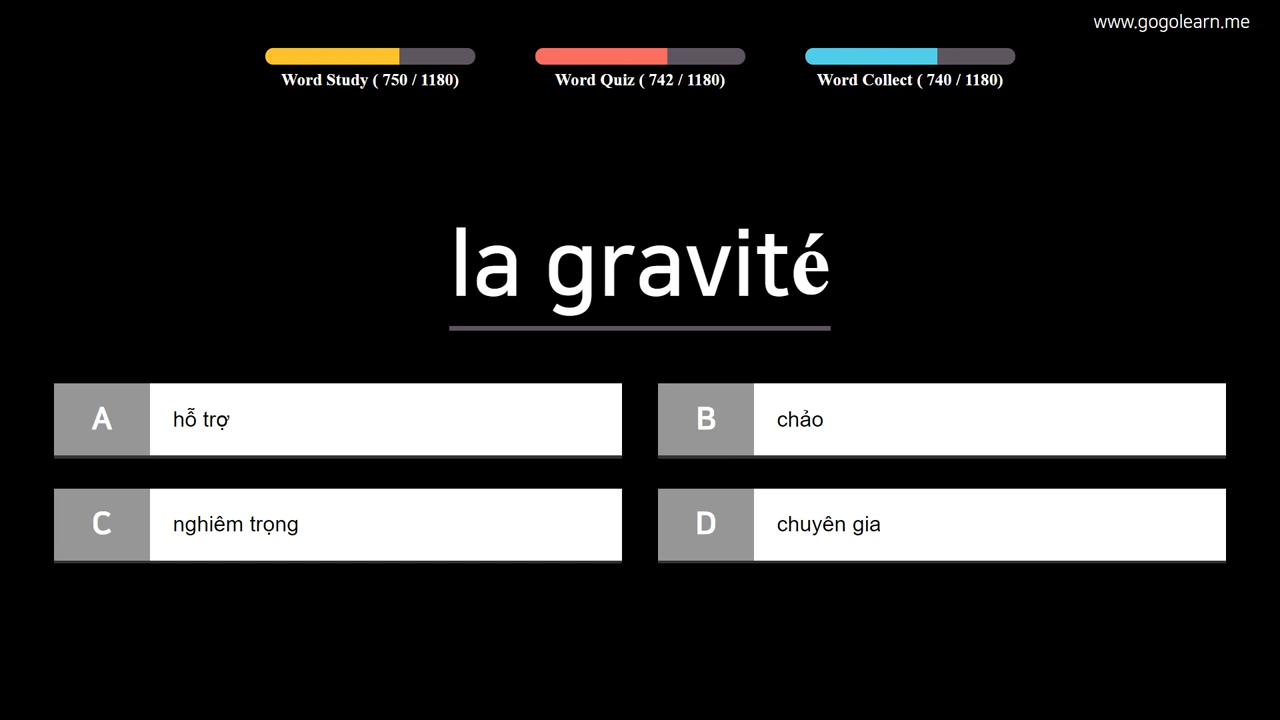 www.gogolearn.me
Word Study ( 750 / 1180)
Word Quiz ( 742 / 1180)
Word Collect ( 740 / 1180)
la gravité
A hỗ trợ
B chảo
C nghiêm trọng
D chuyên gia